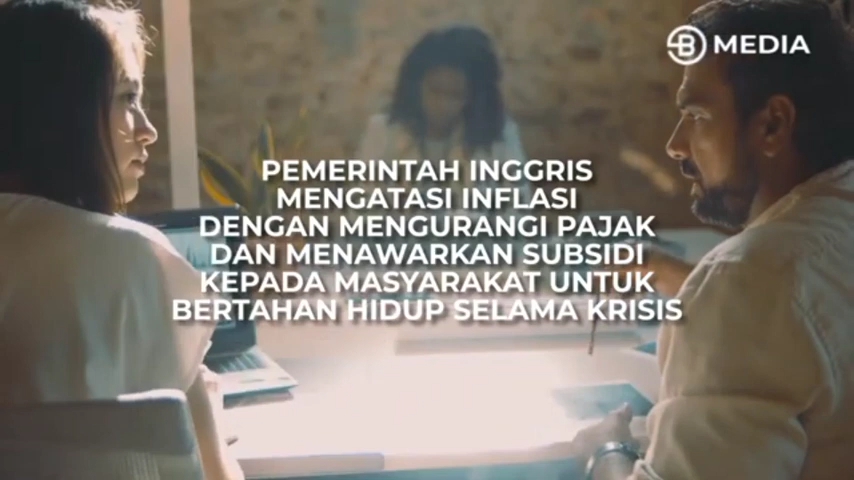 MEDIA
PEMERINTAH INGGRIS
MENGATASI INFLASI
DENGAN MENGURANGI PAJAK
DAN MENAWARKAN SUBSIDI
KEPADA MASYARAKAT UNTUK
BERTAHAN HIDUP SELAMA KRISIS